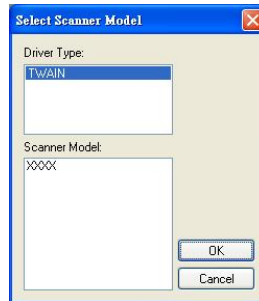 Select Scanner Model
Driver Type:
TWAIN
Scanner Model:
XXXX
OK
Cancel